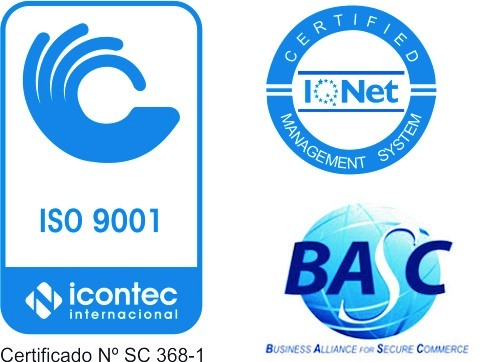 ISO 9001
icontec
internacional
Certificado Nº SC 368-1
CERTIFIED
IQNet
MANAGEMENT SYSTEM
BASC
BUSINESS ALLIANCE FOR SECURE COMMERCE